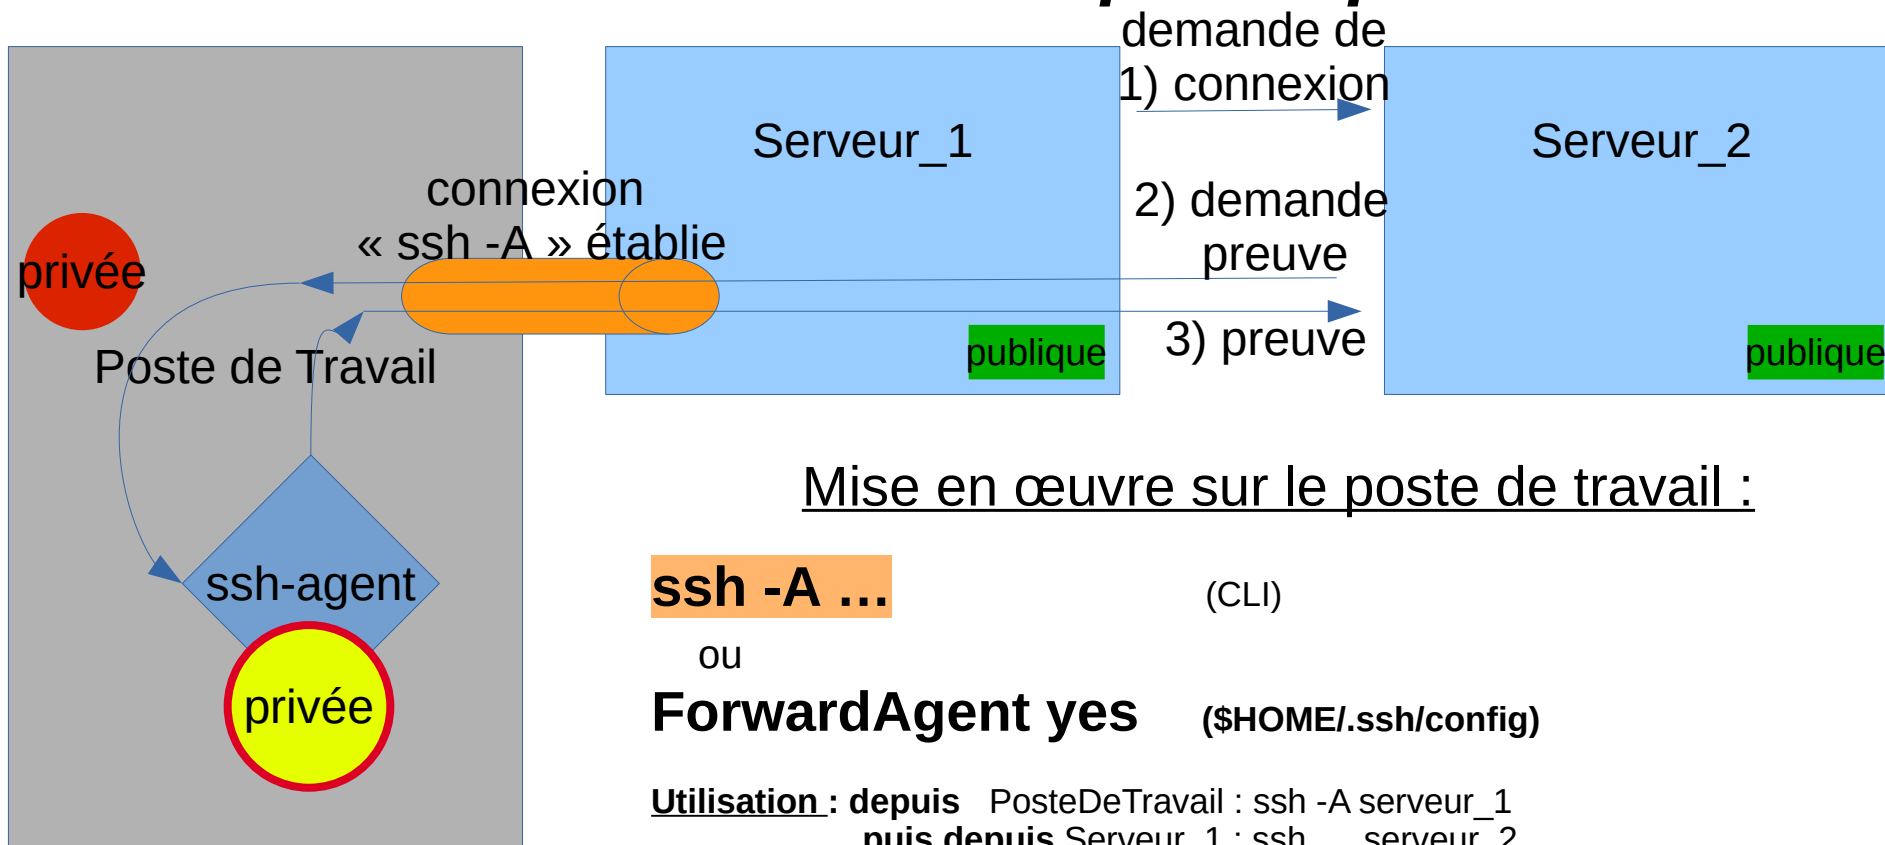 demande de
1) connexion
Serveur_1
Serveur_2
connexion
« ssh -A » établie
2) demande
preuve
privée
3) preuve
publique
publique
Poste de Travail
Mise en œuvre sur le poste de travail :
ssh-agent
ssh -A …
(CLI)
ou
privée
ForwardAgent yes ($HOME/.ssh/config)
Utilisation : depuis PosteDeTravail : ssh -A serveur_1
puis depuis Serveur_1 : ssh serveur_2